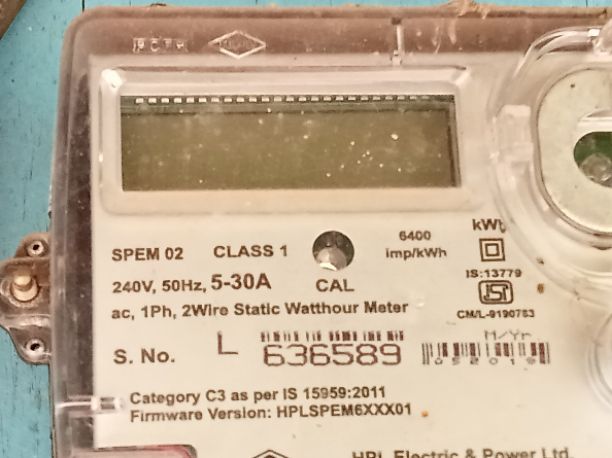 SPEM 02 CLASS 1
6400
imp/kWh
kWh
240V, 50Hz, 5-30A
CAL
IS:13779
ac, 1Ph, 2Wire Static Watthour Meter
CM/L-9190753
S. No. L 636589
M/Yr
052019
Category C3 as per IS 15959:2011
Firmware Version: HPLSPEM6XXX01
HPL Electric & Power Ltd.